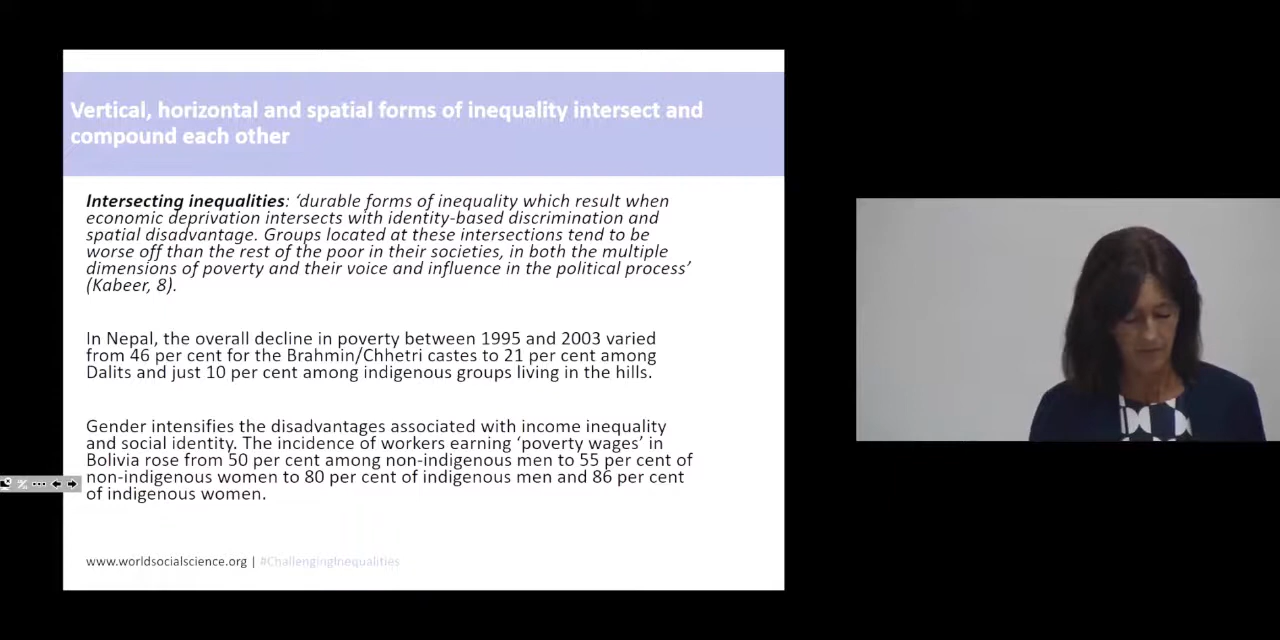 Vertical, horizontal and spatial forms of inequality intersect and
compound each other
Intersecting inequalities: ‘durable forms of inequality which result when
economic deprivation intersects with identity-based discrimination and
spatial disadvantage. Groups located at these intersections tend to be
worse off than the rest of the poor in their societies, in both the multiple
dimensions of poverty and their voice and influence in the political process’
(Kabeer, 8).
In Nepal, the overall decline in poverty between 1995 and 2003 varied
from 46 per cent for the Brahmin/Chhetri castes to 21 per cent among
Dalits and just 10 per cent among indigenous groups living in the hills.
Gender intensifies the disadvantages associated with income inequality
and social identity. The incidence of workers earning ‘poverty wages’ in
Bolivia rose from 50 per cent among non-indigenous men to 55 per cent of
non-indigenous women to 80 per cent of indigenous men and 86 per cent
of indigenous women.
www.worldsocialscience.org | #ChallengingInequalities